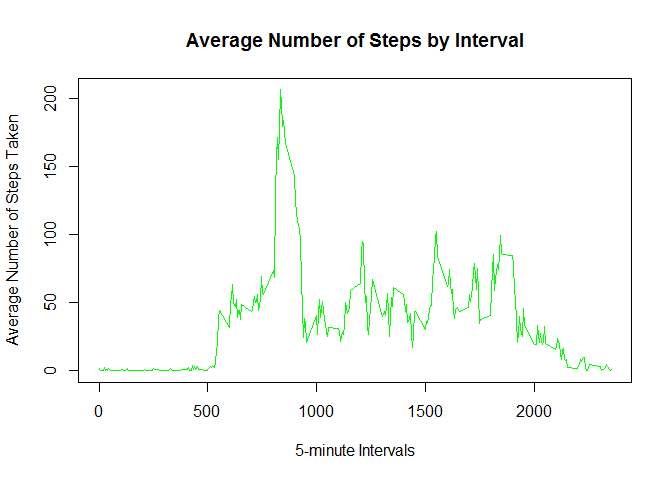 Average Number of Steps by Interval
Average Number of Steps Taken
200
150
100
50
0
0 500 1000 1500 2000
5-minute Intervals